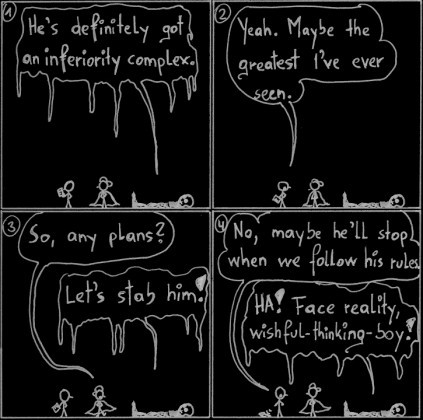 1
He's definitely got
an inferiority complex.
2
Yeah. Maybe the
greatest I've ever
seen.
3
So, any plans?
Let's stab him!
4
No, maybe he'll stop
when we follow his rules.
HA! Face reality,
wishful-thinking-boy!